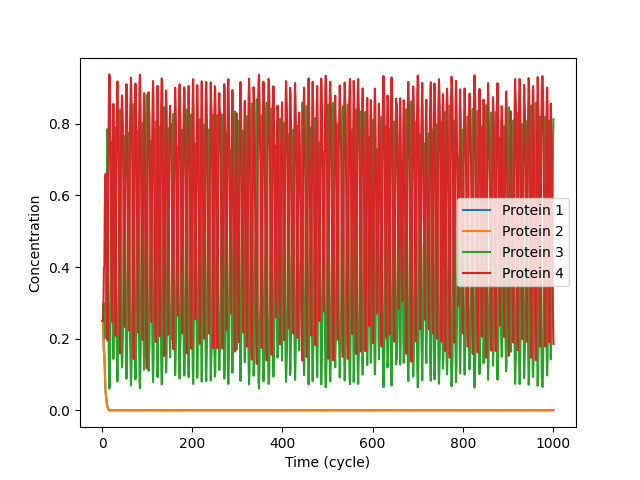 Concentration
0.8
0.6
0.4
0.2
0.0
Protein 1
Protein 2
Protein 3
Protein 4
0 200 400 600 800 1000
Time (cycle)